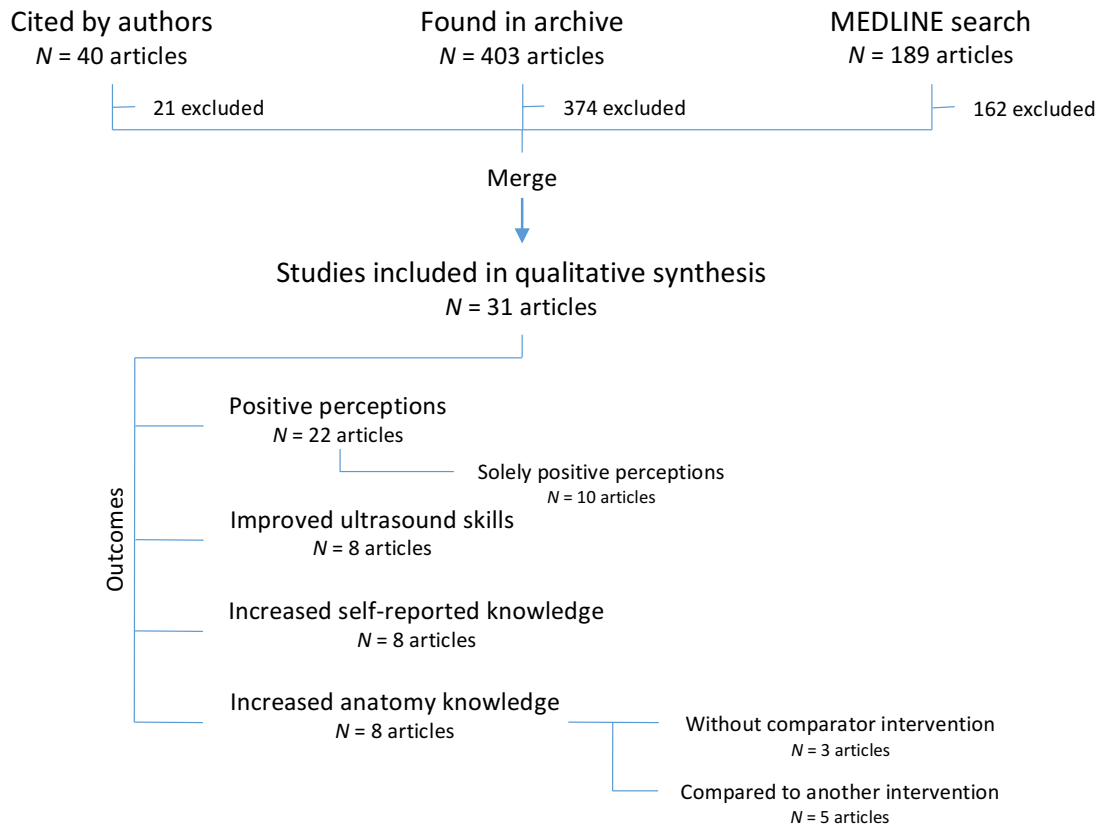 Cited by authors
N = 40 articles
Found in archive
N = 403 articles
MEDLINE search
N = 189 articles
21 excluded
374 excluded
162 excluded
Merge
Studies included in qualitative synthesis
N = 31 articles
Outcomes
Positive perceptions
N = 22 articles
Solely positive perceptions
N = 10 articles
Improved ultrasound skills
N = 8 articles
Increased self-reported knowledge
N = 8 articles
Increased anatomy knowledge
N = 8 articles
Without comparator intervention
N = 3 articles
Compared to another intervention
N = 5 articles